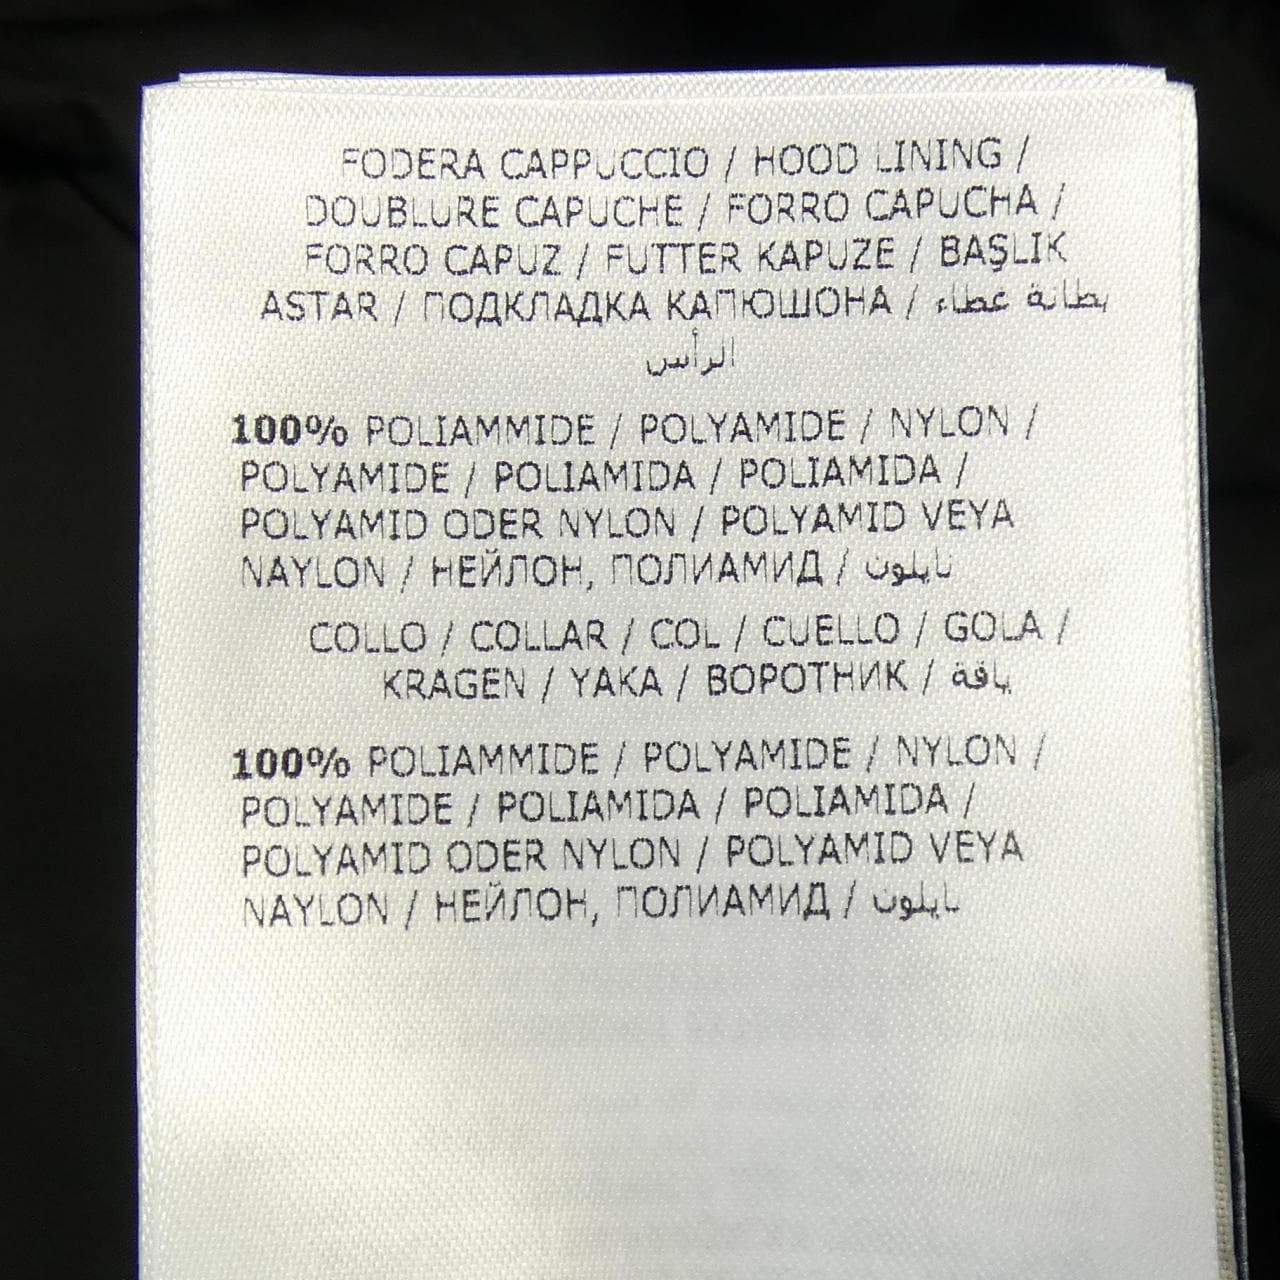 FODERA CAPPUCCIO / HOOD LINING /
DOUBLURE CAPUCHE / FORRO CAPUCHA /
FORRO CAPUZ / FUTTER KAPUZE / BAŞLIK
ASTAR / ПОДКЛАДКА КАПЮШОНА / بطانة غطاء
الرأس
100% POLIAMMIDE / POLYAMIDE / NYLON /
POLYAMIDE / POLIAMIDA / POLIAMIDA /
POLYAMID ODER NYLON / POLYAMID VEYA
NAYLON / НЕЙЛОН, ПОЛИАМИД / نايلون
COLLO / COLLAR / COL / CUELLO / GOLA /
KRAGEN / YAKA / ВОРОТНИК / ياقة
100% POLIAMMIDE / POLYAMIDE / NYLON /
POLYAMIDE / POLIAMIDA / POLIAMIDA /
POLYAMID ODER NYLON / POLYAMID VEYA
NAYLON / НЕЙЛОН, ПОЛИАМИД / نايلون